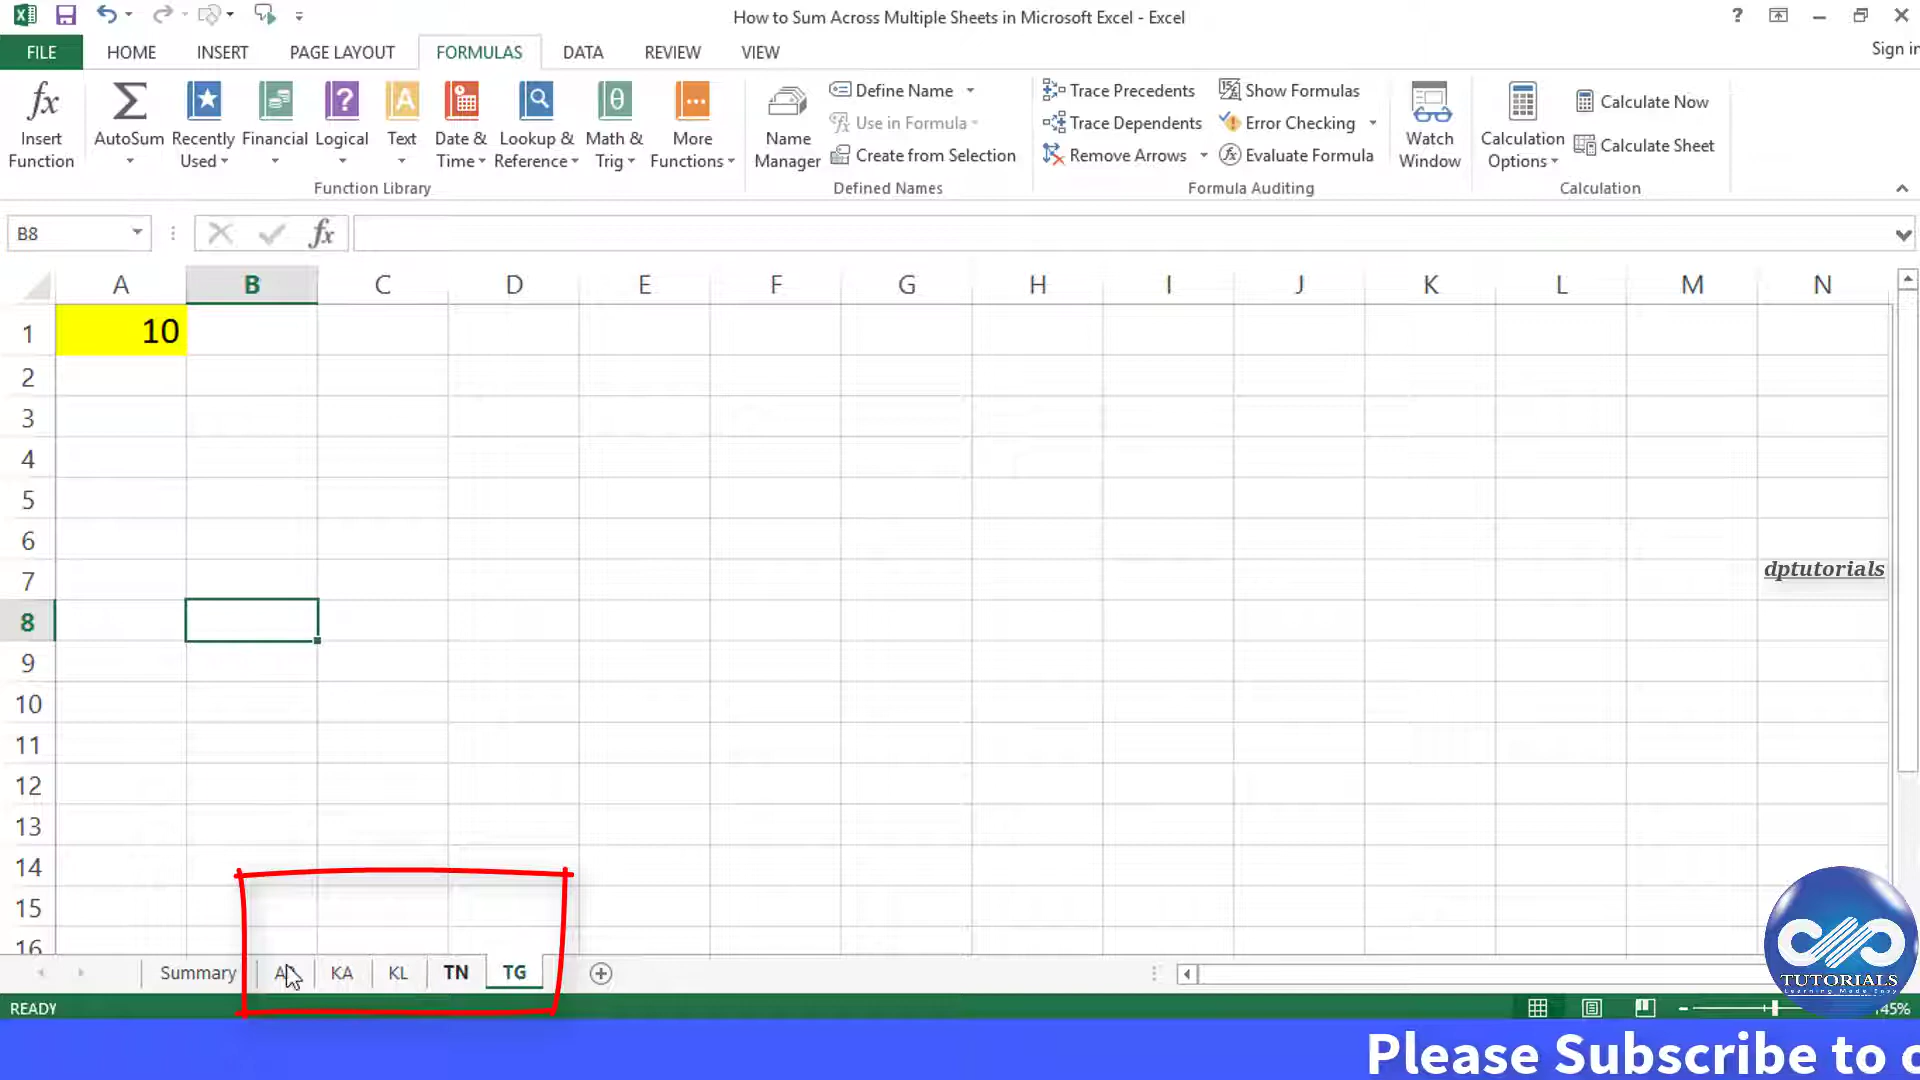 How to Sum Across Multiple Sheets in Microsoft Excel - Excel
?
FILE HOME INSERT PAGE LAYOUT FORMULAS DATA REVIEW VIEW
Sign in
Insert Function
AutoSum
Recently Used
Financial
Logical
Text
Date & Time
Lookup & Reference
Math & Trig
More Functions
Function Library
Name Manager
Define Name
Use in Formula
Create from Selection
Defined Names
Trace Precedents
Trace Dependents
Remove Arrows
Show Formulas
Error Checking
Evaluate Formula
Formula Auditing
Watch Window
Calculation Options
Calculate Now
Calculate Sheet
Calculation
B8
fx
A B C D E F G H I J K L M N
1 10
2
3
4
5
6
7
dptutorials
8
9
10
11
12
13
14
15
16
Summary KA KL TN TG
READY
145%
TUTORIALS
Learning Made Easy
Please Subscribe to